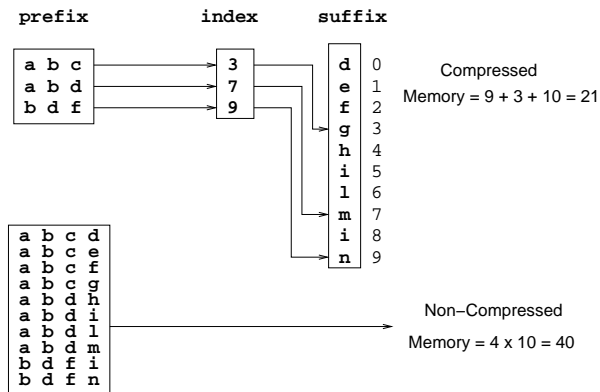 prefix index suffix
a b c 3 d 0
a b d 7 e 1
b d f 9 f 2
g 3
h 4
i 5
l 6
m 7
i 8
n 9
Compressed
Memory = 9 + 3 + 10 = 21
a b c d
a b c e
a b c f
a b c g
a b d h
a b d i
a b d l
a b d m
b d f i
b d f n
Non−Compressed
Memory = 4 x 10 = 40